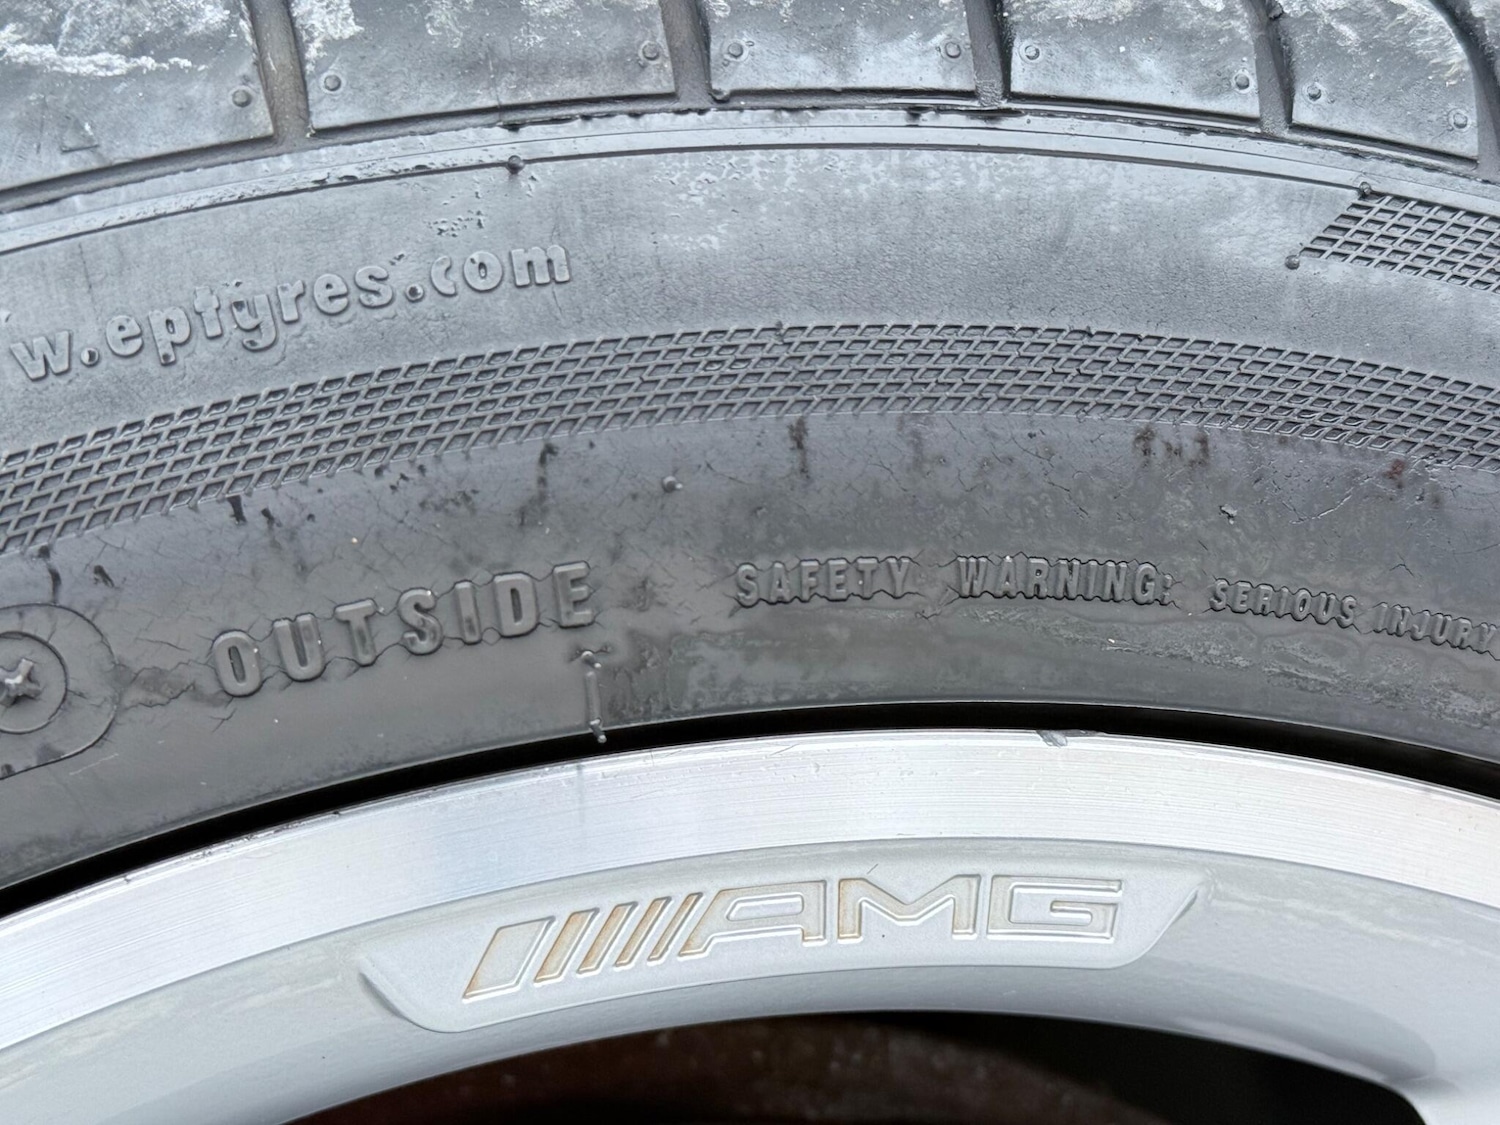 w.eptyres.com
OUTSIDE SAFETY WARNING: SERIOUS INJURY
AMG